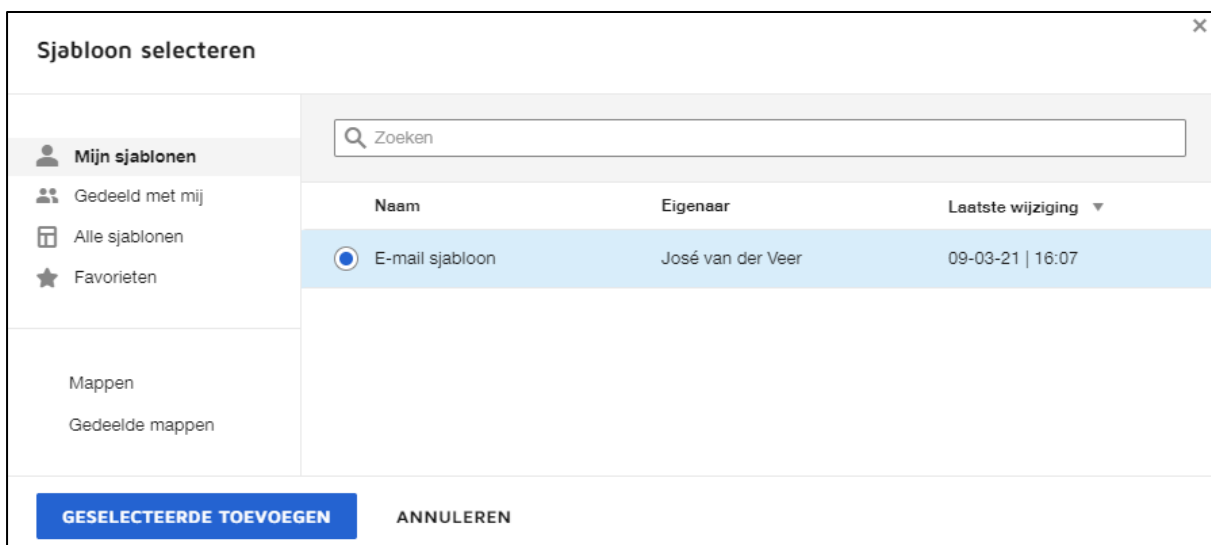 ×
Sjabloon selecteren
Mijn sjablonen
Gedeeld met mij
Alle sjablonen
Favorieten
Mappen
Gedeelde mappen
Zoeken
Naam Eigenaar Laatste wijziging ▼
E-mail sjabloon José van der Veer 09-03-21 | 16:07
GESELECTEERDE TOEVOEGEN ANNULEREN